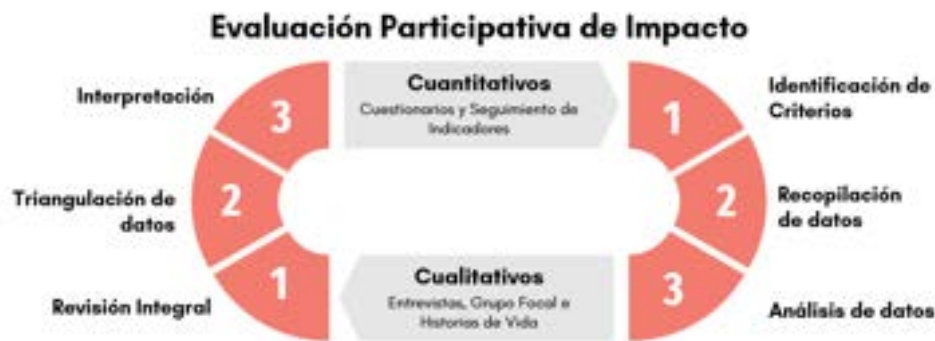 Evaluación Participativa de Impacto
Cuantitativos
Cuestionarios y Seguimiento de
Indicadores
1
Identificación de
Criterios
2
Recopilación
de datos
3
Análisis de datos
Cualitativos
Entrevistas, Grupo Focal e
Historias de Vida
1
Revisión Integral
2
Triangulación de
datos
3
Interpretación